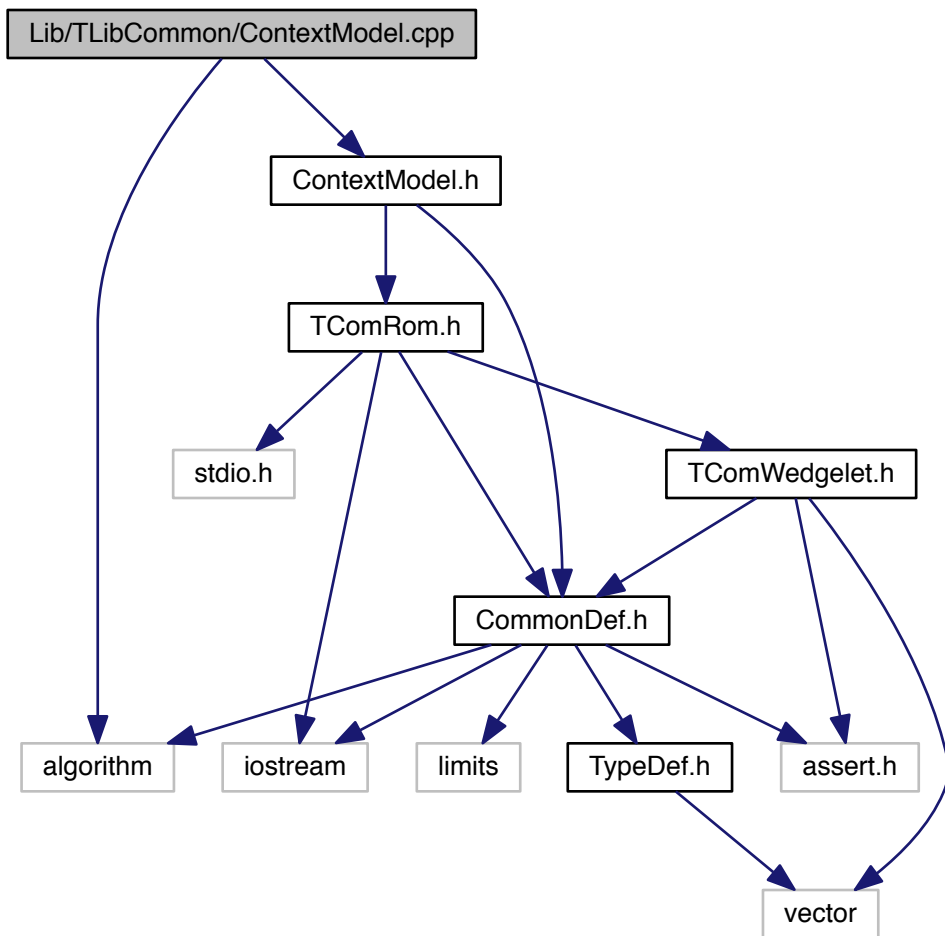 Lib/TLibCommon/ContextModel.cpp
ContextModel.h
TComRom.h
stdio.h
TComWedgelet.h
CommonDef.h
algorithm
iostream
limits
TypeDef.h
assert.h
vector